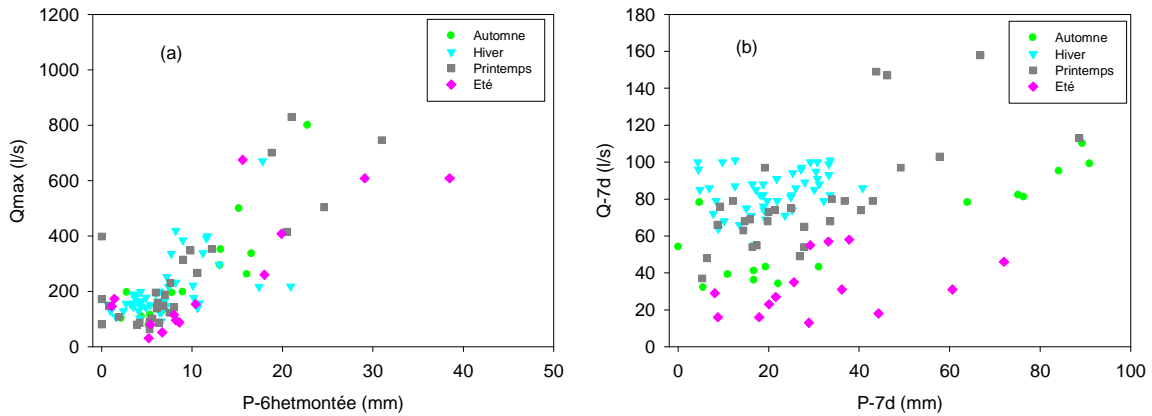 (a)
Qmax (l/s)
1200
1000
800
600
400
200
0
0 10 20 30 40 50
P-6hetmontée (mm)
Automne
Hiver
Printemps
Eté
(b)
Q-7d (l/s)
180
160
140
120
100
80
60
40
20
0
0 20 40 60 80 100
P-7d (mm)
Automne
Hiver
Printemps
Eté